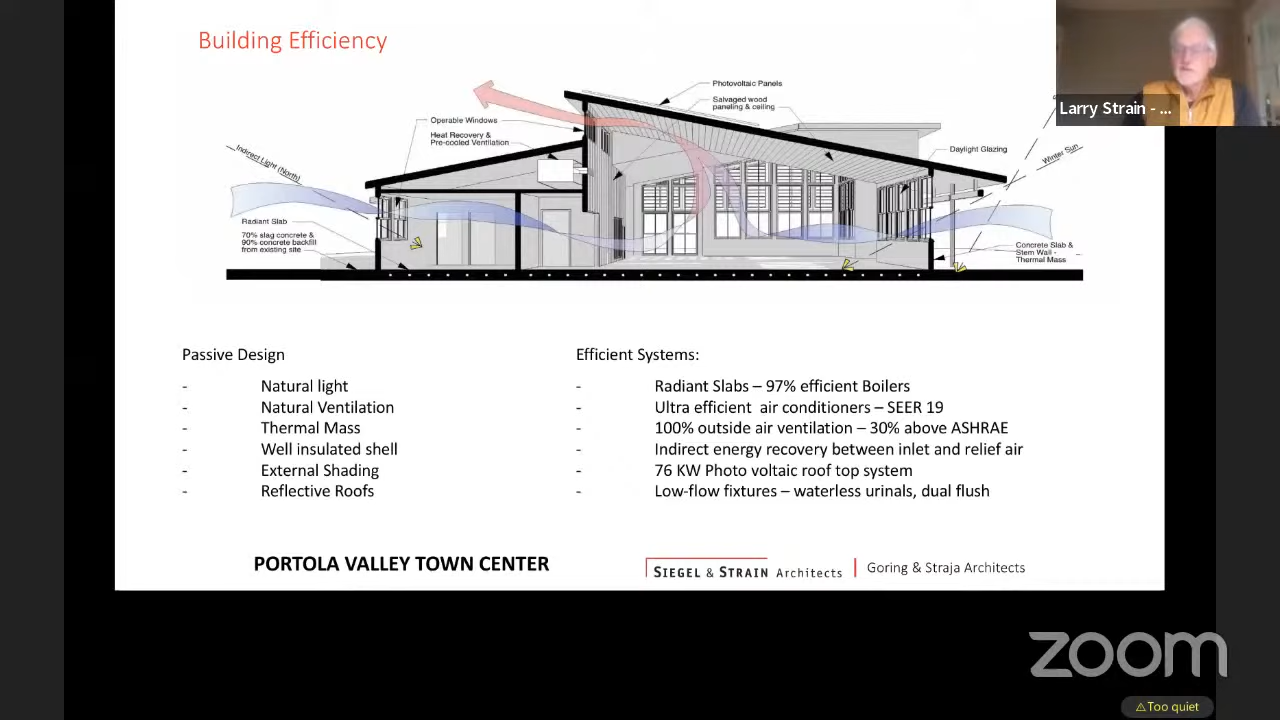 Building Efficiency
Larry Strain - ...
Photovoltaic Panels
Salvaged wood
paneling & ceiling
Operable Windows
Heat Recovery &
Pre-cooled Ventilation
Indirect Light (North)
Daylight Glazing
Winter Sun
Radiant Slab
70% slag concrete &
90% concrete backfill
from existing site
Concrete Slab &
Stem Wall -
Thermal Mass
Passive Design
- Natural light
- Natural Ventilation
- Thermal Mass
- Well insulated shell
- External Shading
- Reflective Roofs
Efficient Systems:
- Radiant Slabs – 97% efficient Boilers
- Ultra efficient air conditioners – SEER 19
- 100% outside air ventilation – 30% above ASHRAE
- Indirect energy recovery between inlet and relief air
- 76 KW Photo voltaic roof top system
- Low-flow fixtures – waterless urinals, dual flush
PORTOLA VALLEY TOWN CENTER
SIEGEL & STRAIN Architects
Goring & Straja Architects
zoom
⚠Too quiet